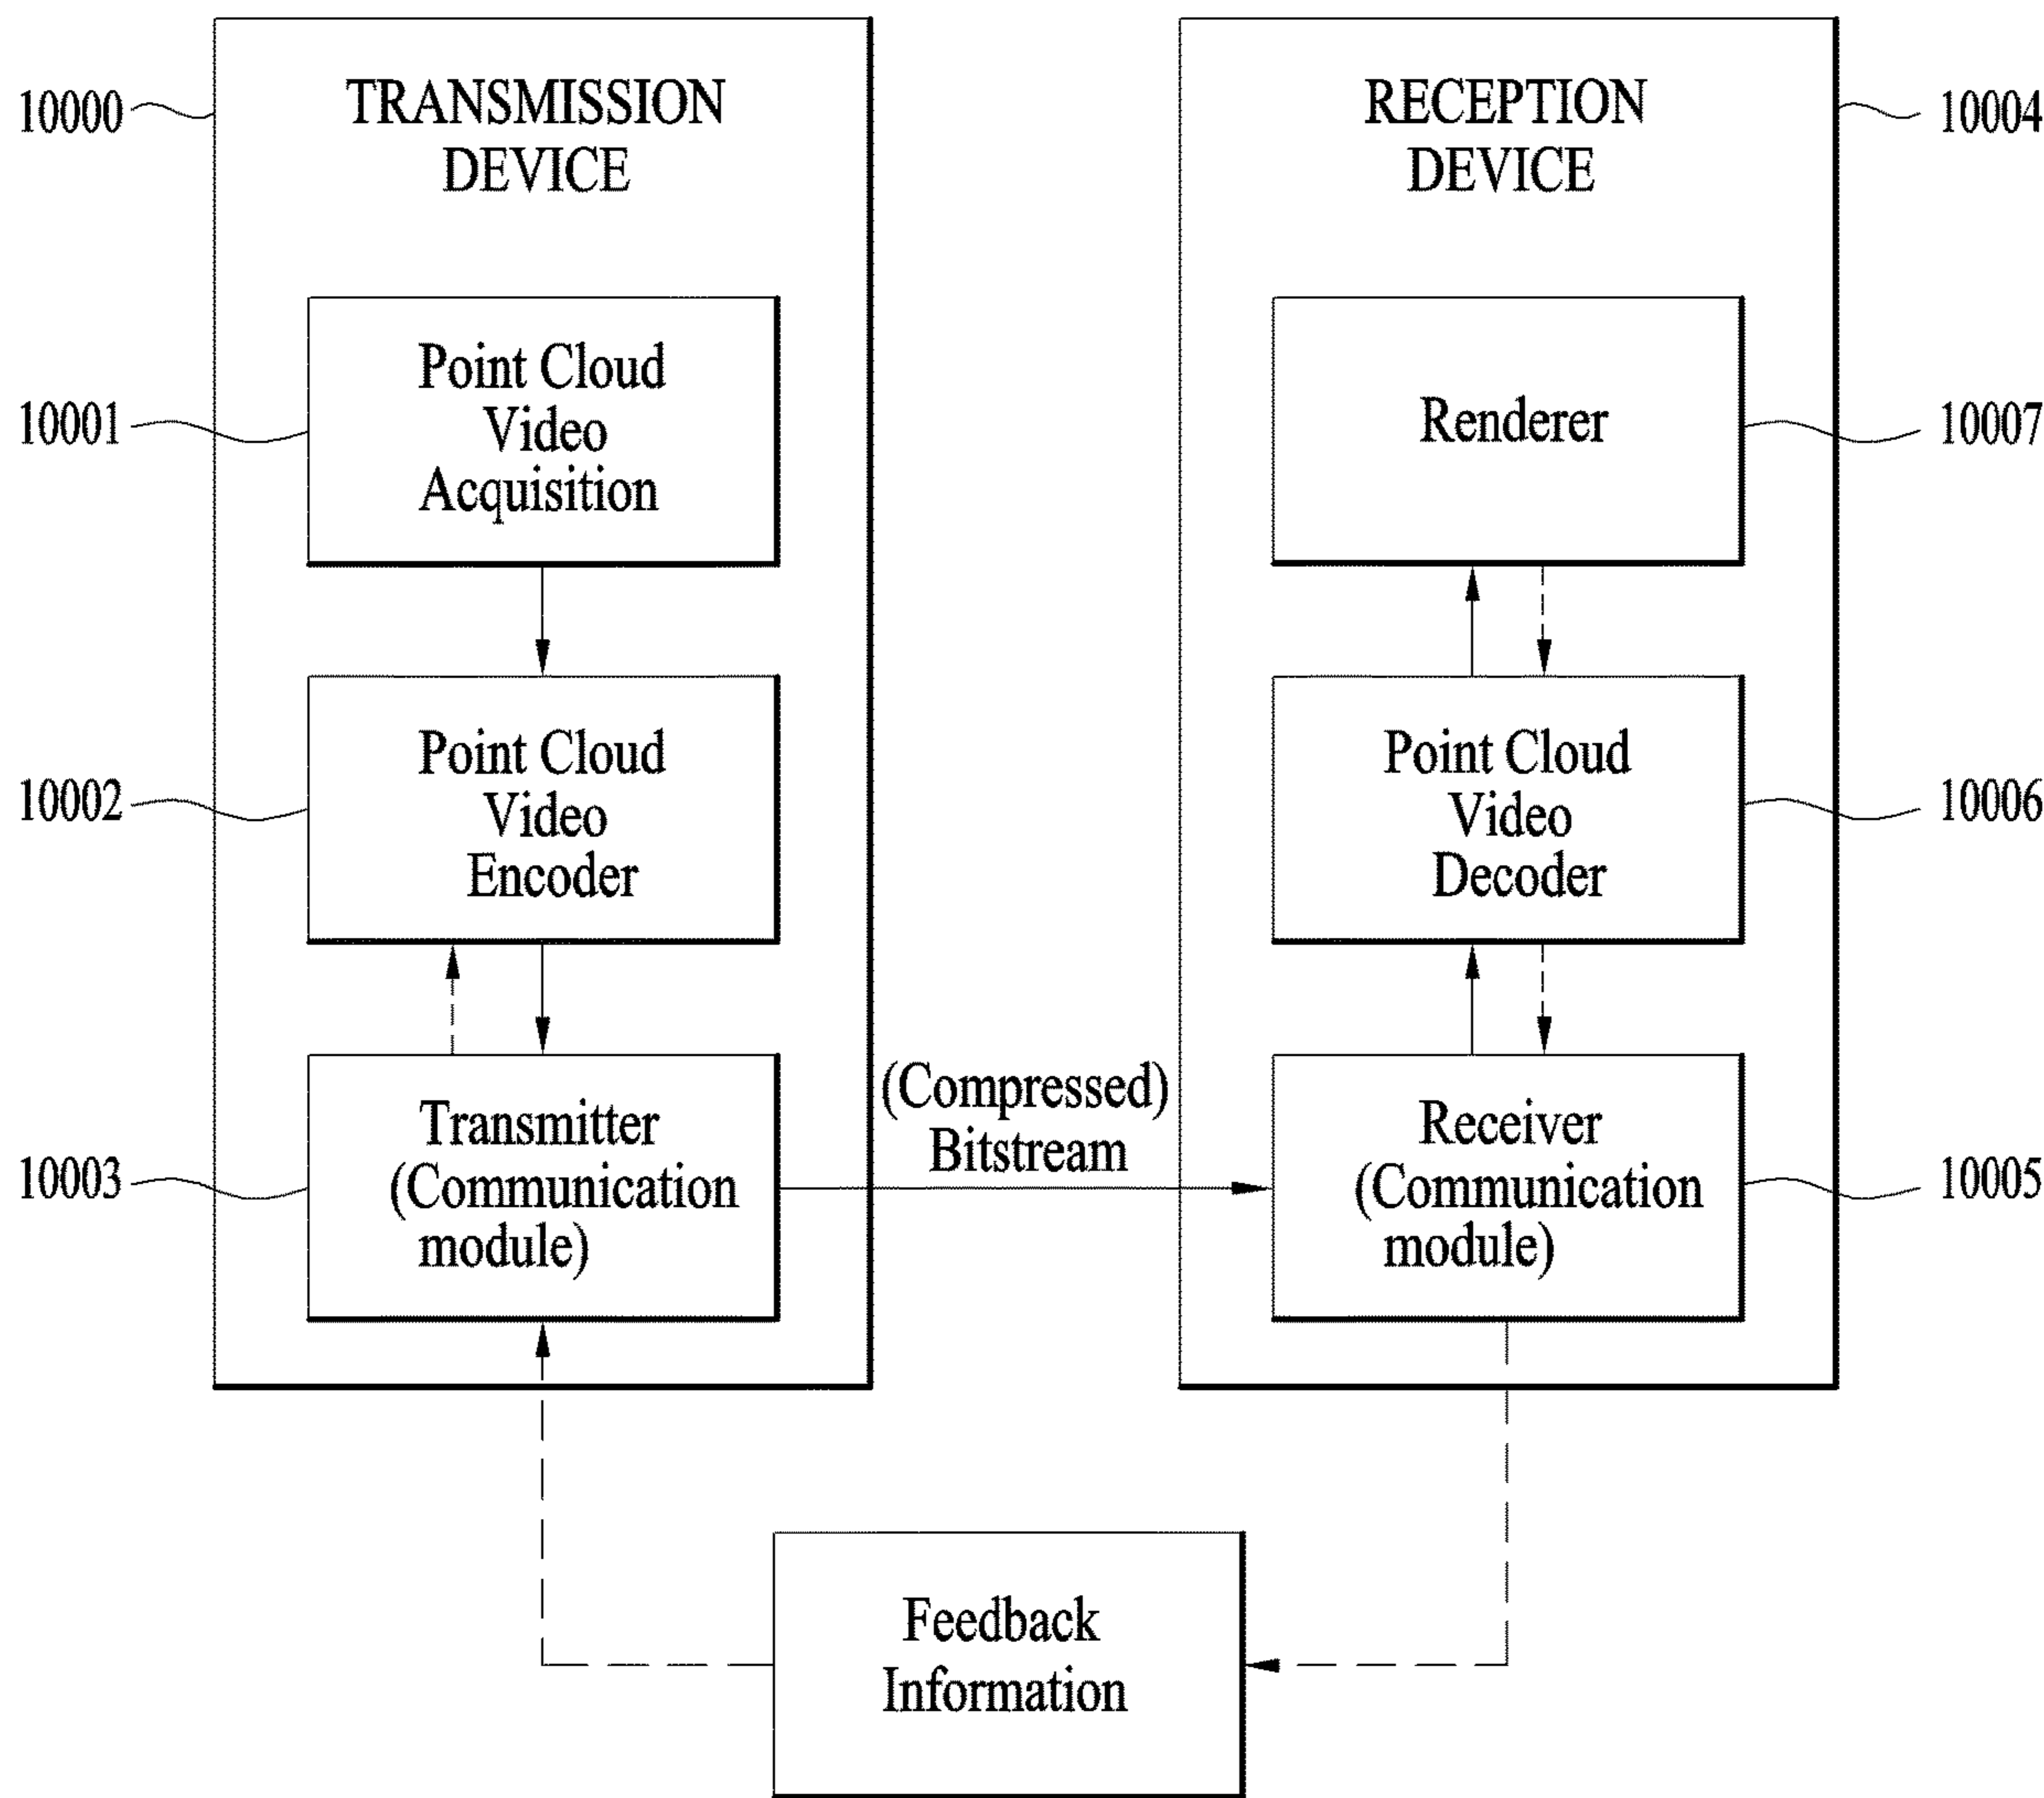 10000
TRANSMISSION
DEVICE
10001
Point Cloud
Video
Acquisition
10002
Point Cloud
Video
Encoder
10003
Transmitter
(Communication
module)
(Compressed)
Bitstream
RECEPTION
DEVICE
10004
Renderer
10007
Point Cloud
Video
Decoder
10006
Receiver
(Communication
module)
10005
Feedback
Information